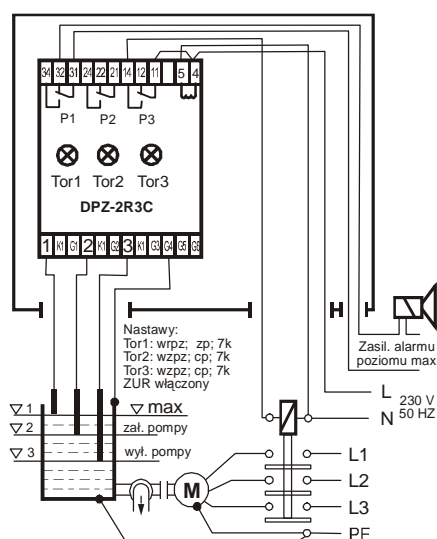 34 32 31 24 22 21 14 12 11 5 4
P1 P2 P3
Tor1 Tor2 Tor3
DPZ-2R3C
1 K1 G1 2 K1 G2 3 K1 G3 G4 G5 G6
Nastawy:
Tor1: wrpz; zp; 7k
Tor2: wzpz; cp; 7k
Tor3: wzpz; cp; 7k
ZUR włączony
Zasil. alarmu
poziomu max
L 230 V
N 50 HZ
1 max
2 zał. pompy
3 wył. pompy
L1
L2
M
L3
PE